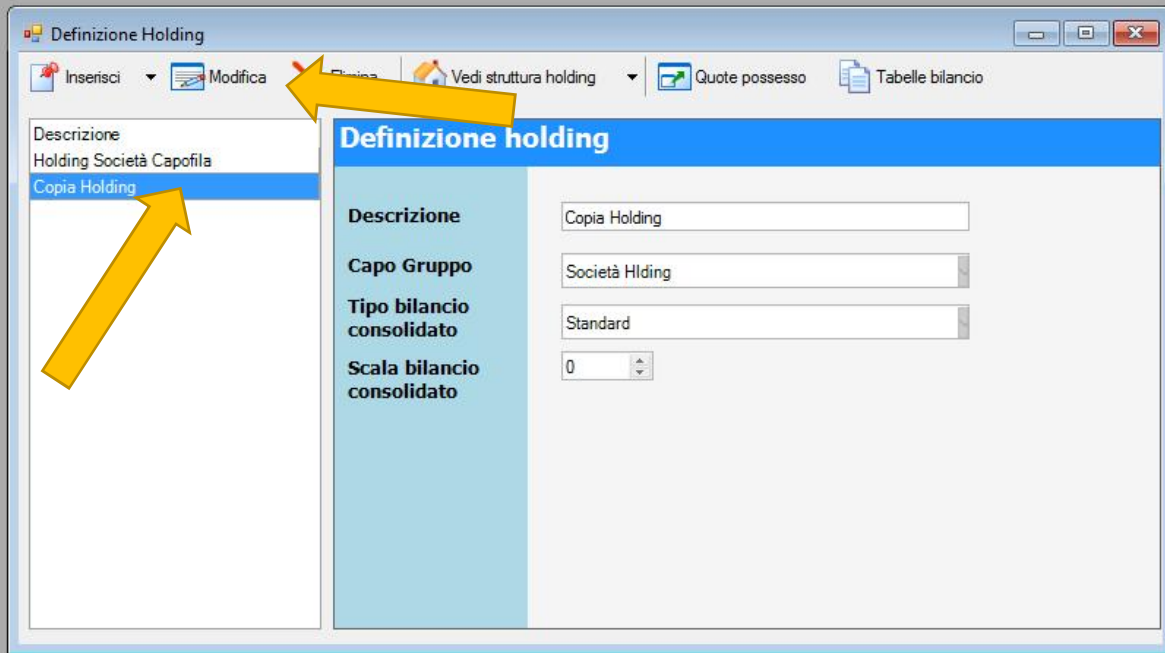 Definizione Holding
Inserisci Modifica Elimina Vedi struttura holding Quote possesso Tabelle bilancio
Descrizione
Holding Società Capofila
Copia Holding
Definizione holding
Descrizione Copia Holding
Capo Gruppo Società Hlding
Tipo bilancio
consolidato Standard
Scala bilancio
consolidato 0